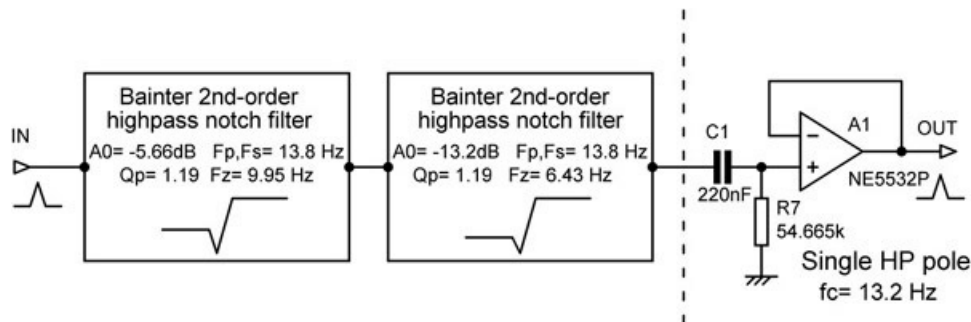 IN
Bainter 2nd-order
highpass notch filter
A0= -5.66dB Fp,Fs= 13.8 Hz
Qp= 1.19 Fz= 9.95 Hz
Bainter 2nd-order
highpass notch filter
A0= -13.2dB Fp,Fs= 13.8 Hz
Qp= 1.19 Fz= 6.43 Hz
C1
220nF
R7
54.665k
−
+
A1
NE5532P
OUT
Single HP pole
fc= 13.2 Hz